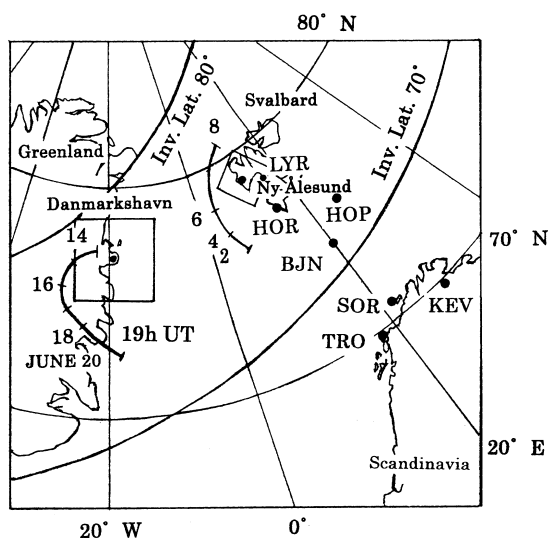 80° N
Inv. Lat. 80°
Svalbard
Inv. Lat. 70°
8
Greenland
LYR
Ny-Ålesund
Danmarkshavn
6
HOR
HOP
14
4
2
BJN
70° N
16
SOR
KEV
18
19h UT
TRO
JUNE 20
20° E
Scandinavia
20° W
0°